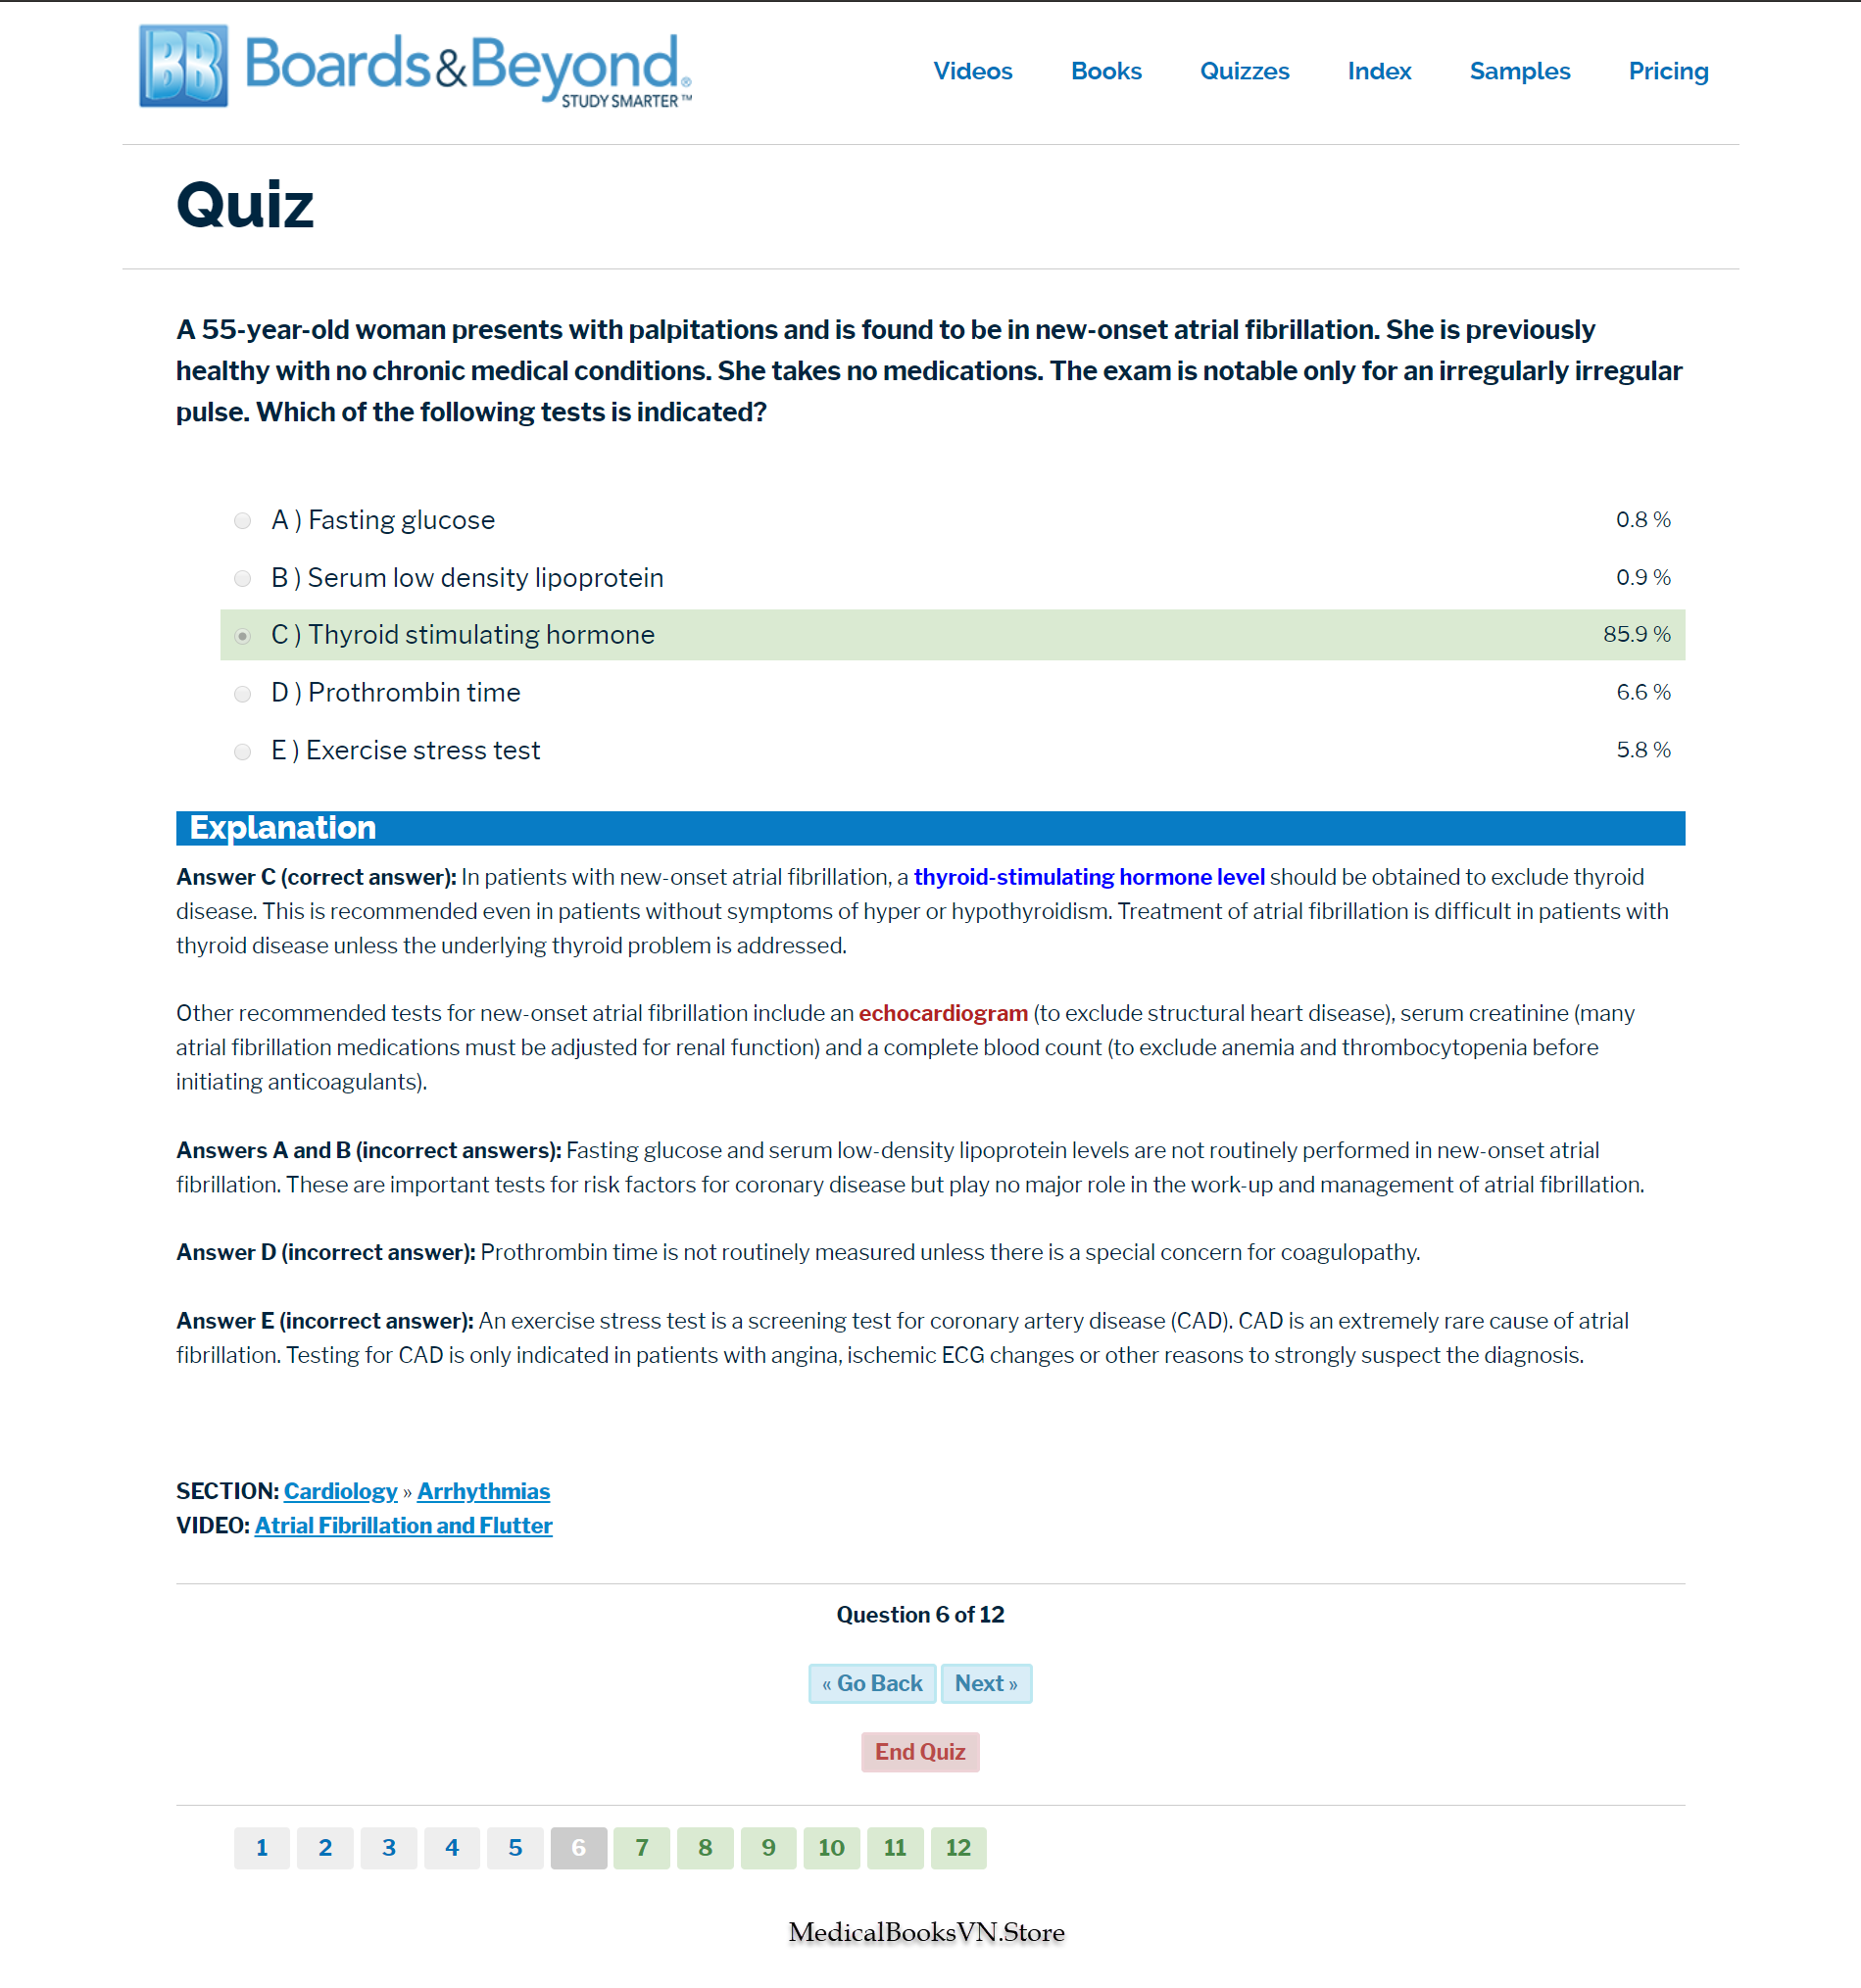 BB Boards&Beyond®
STUDY SMARTER™
Videos Books Quizzes Index Samples Pricing
Quiz
A 55-year-old woman presents with palpitations and is found to be in new-onset atrial fibrillation. She is previously
healthy with no chronic medical conditions. She takes no medications. The exam is notable only for an irregularly irregular
pulse. Which of the following tests is indicated?
A ) Fasting glucose 0.8 %
B ) Serum low density lipoprotein 0.9 %
C ) Thyroid stimulating hormone 85.9 %
D ) Prothrombin time 6.6 %
E ) Exercise stress test 5.8 %
Explanation
Answer C (correct answer): In patients with new-onset atrial fibrillation, a thyroid-stimulating hormone level should be obtained to exclude thyroid
disease. This is recommended even in patients without symptoms of hyper or hypothyroidism. Treatment of atrial fibrillation is difficult in patients with
thyroid disease unless the underlying thyroid problem is addressed.
Other recommended tests for new-onset atrial fibrillation include an echocardiogram (to exclude structural heart disease), serum creatinine (many
atrial fibrillation medications must be adjusted for renal function) and a complete blood count (to exclude anemia and thrombocytopenia before
initiating anticoagulants).
Answers A and B (incorrect answers): Fasting glucose and serum low-density lipoprotein levels are not routinely performed in new-onset atrial
fibrillation. These are important tests for risk factors for coronary disease but play no major role in the work-up and management of atrial fibrillation.
Answer D (incorrect answer): Prothrombin time is not routinely measured unless there is a special concern for coagulopathy.
Answer E (incorrect answer): An exercise stress test is a screening test for coronary artery disease (CAD). CAD is an extremely rare cause of atrial
fibrillation. Testing for CAD is only indicated in patients with angina, ischemic ECG changes or other reasons to strongly suspect the diagnosis.
SECTION: Cardiology » Arrhythmias
VIDEO: Atrial Fibrillation and Flutter
Question 6 of 12
« Go Back Next »
End Quiz
1 2 3 4 5 6 7 8 9 10 11 12
MedicalBooksVN.Store